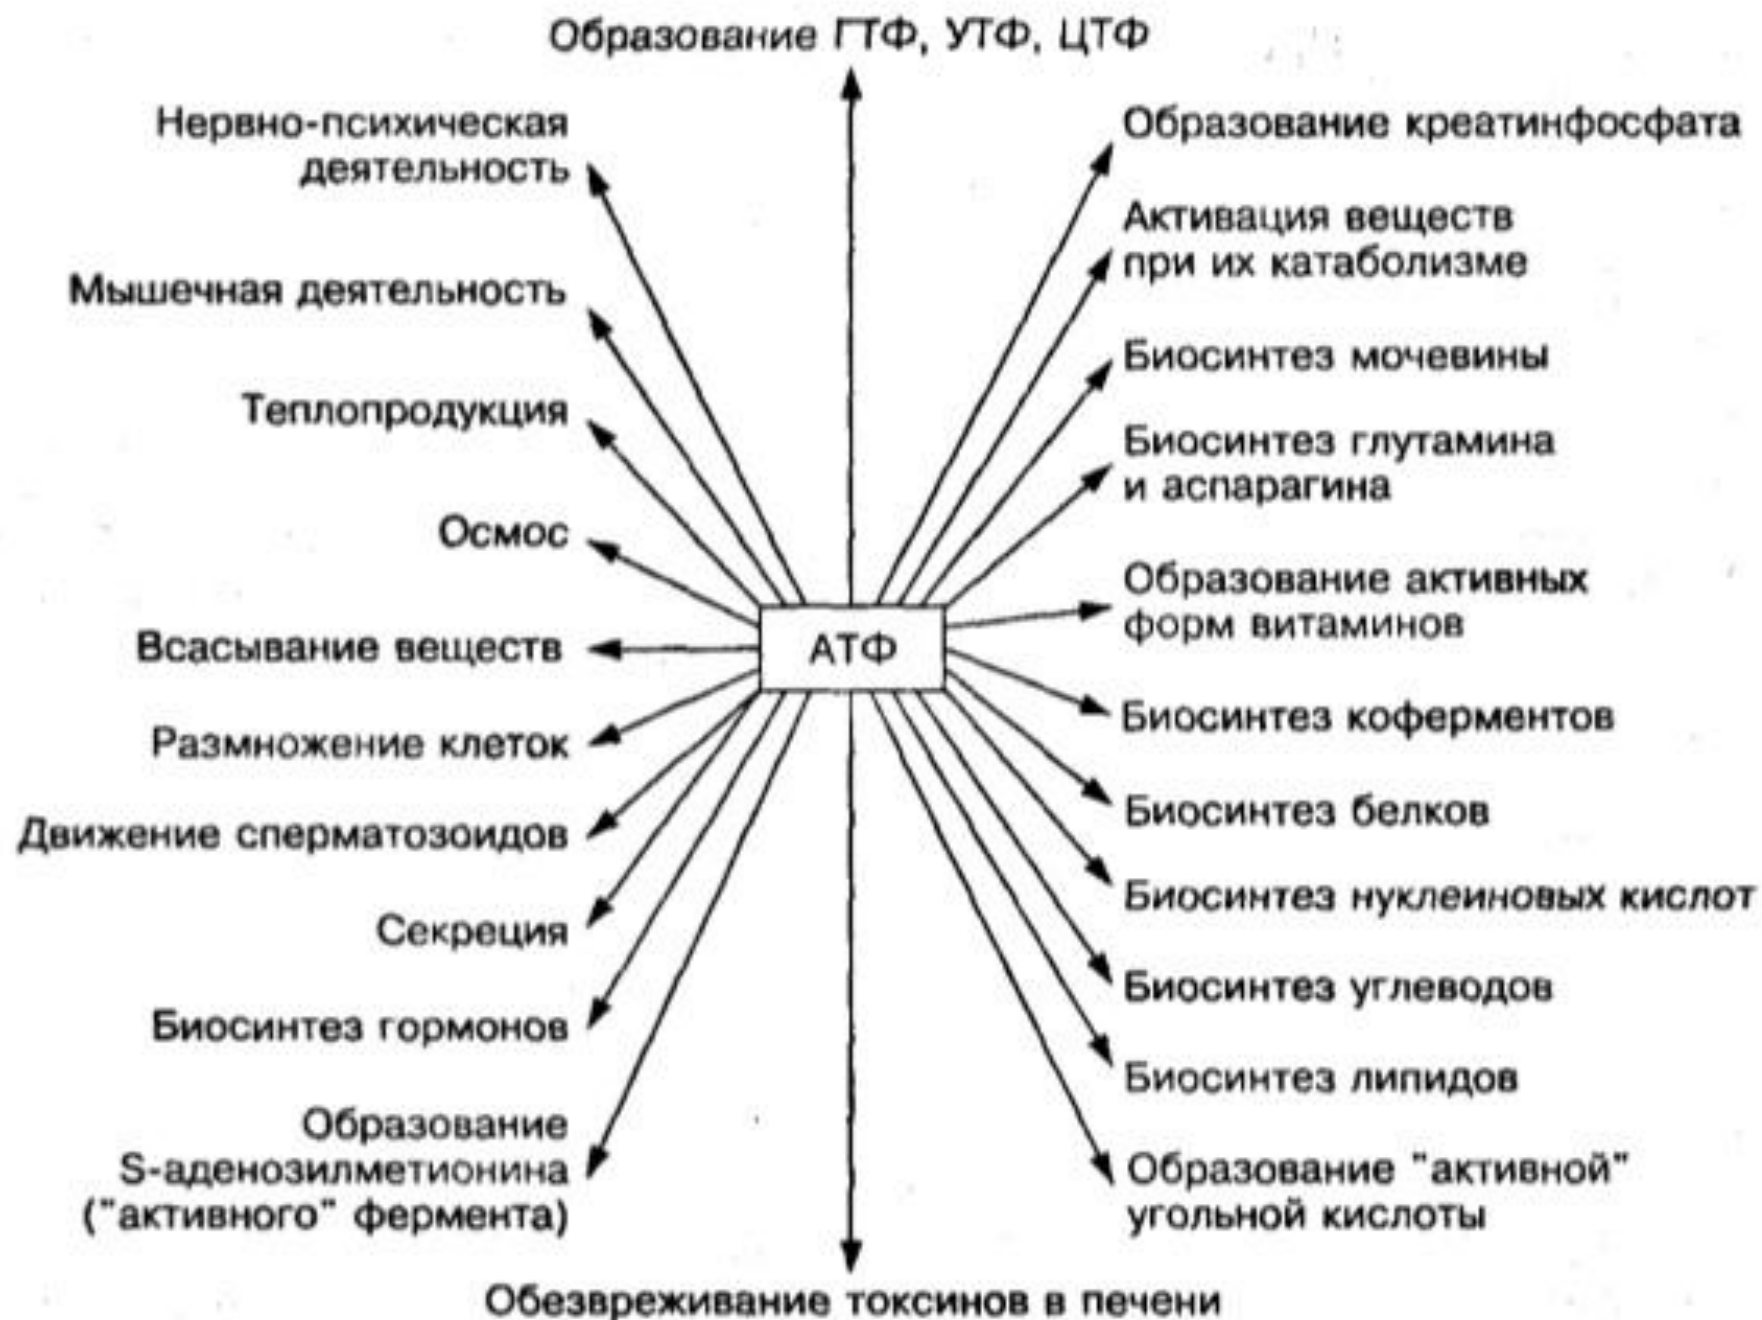 Образование ГТФ, УТФ, ЦТФ
Нервно-психическая
деятельность
Мышечная деятельность
Теплопродукция
Осмос
Всасывание веществ
Размножение клеток
Движение сперматозоидов
Секреция
Биосинтез гормонов
Образование
S-аденозилметионина
("активного" фермента)
АТФ
Образование креатинфосфата
Активация веществ
при их катаболизме
Биосинтез мочевины
Биосинтез глутамина
и аспарагина
Образование активных
форм витаминов
Биосинтез коферментов
Биосинтез белков
Биосинтез нуклеиновых кислот
Биосинтез углеводов
Биосинтез липидов
Образование "активной"
угольной кислоты
Обезвреживание токсинов в печени